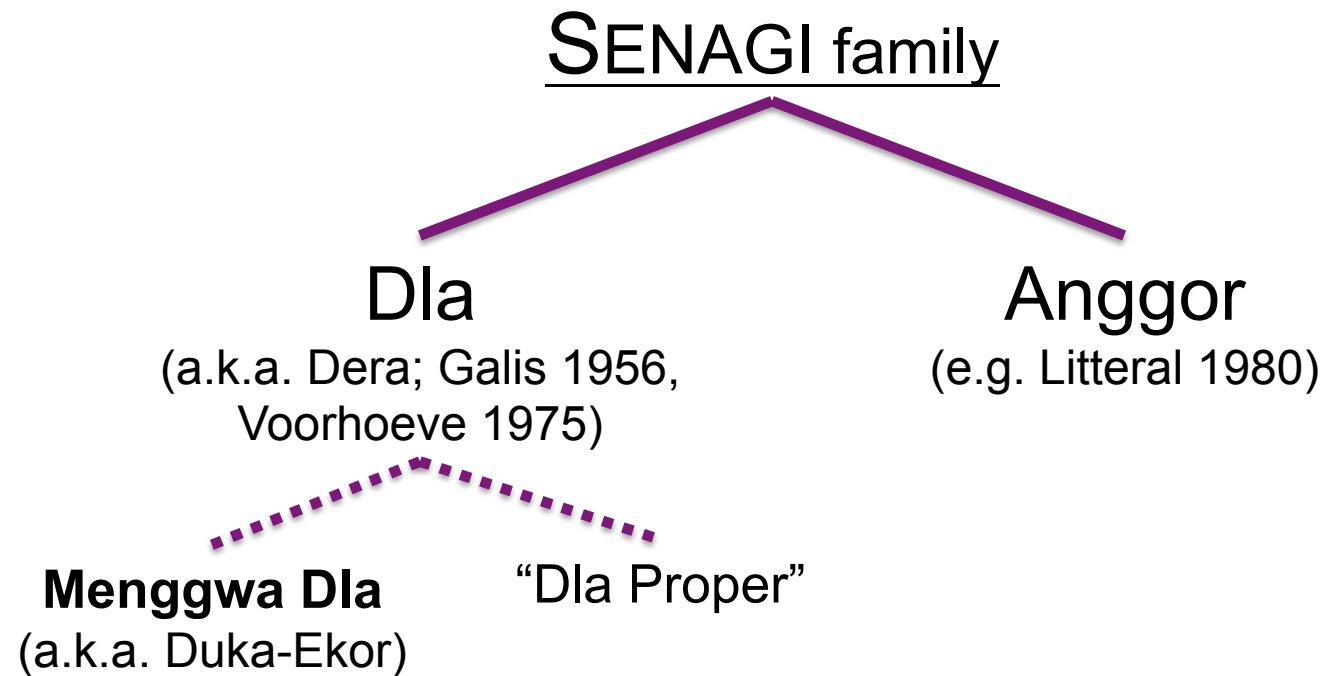 SENAGI family
Dla
(a.k.a. Dera; Galis 1956,
Voorhoeve 1975)
Anggor
(e.g. Litteral 1980)
Menggwa Dla
(a.k.a. Duka-Ekor)
“Dla Proper”